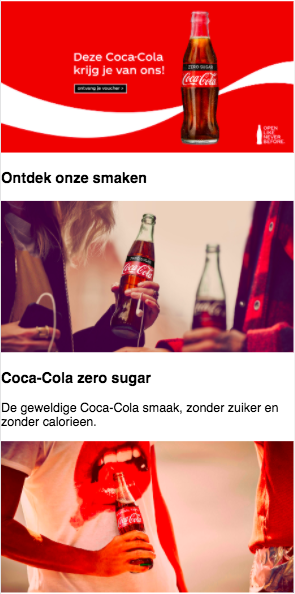 Deze Coca-Cola
krijg je van ons!
ontvang je voucher >
ZERO SUGAR
Coca-Cola
OPEN
LIKE
NEVER
BEFORE.
Ontdek onze smaken
Coca-Cola
Coca-Cola zero sugar
De geweldige Coca-Cola smaak, zonder zuiker en
zonder calorieen.
Coca-Cola